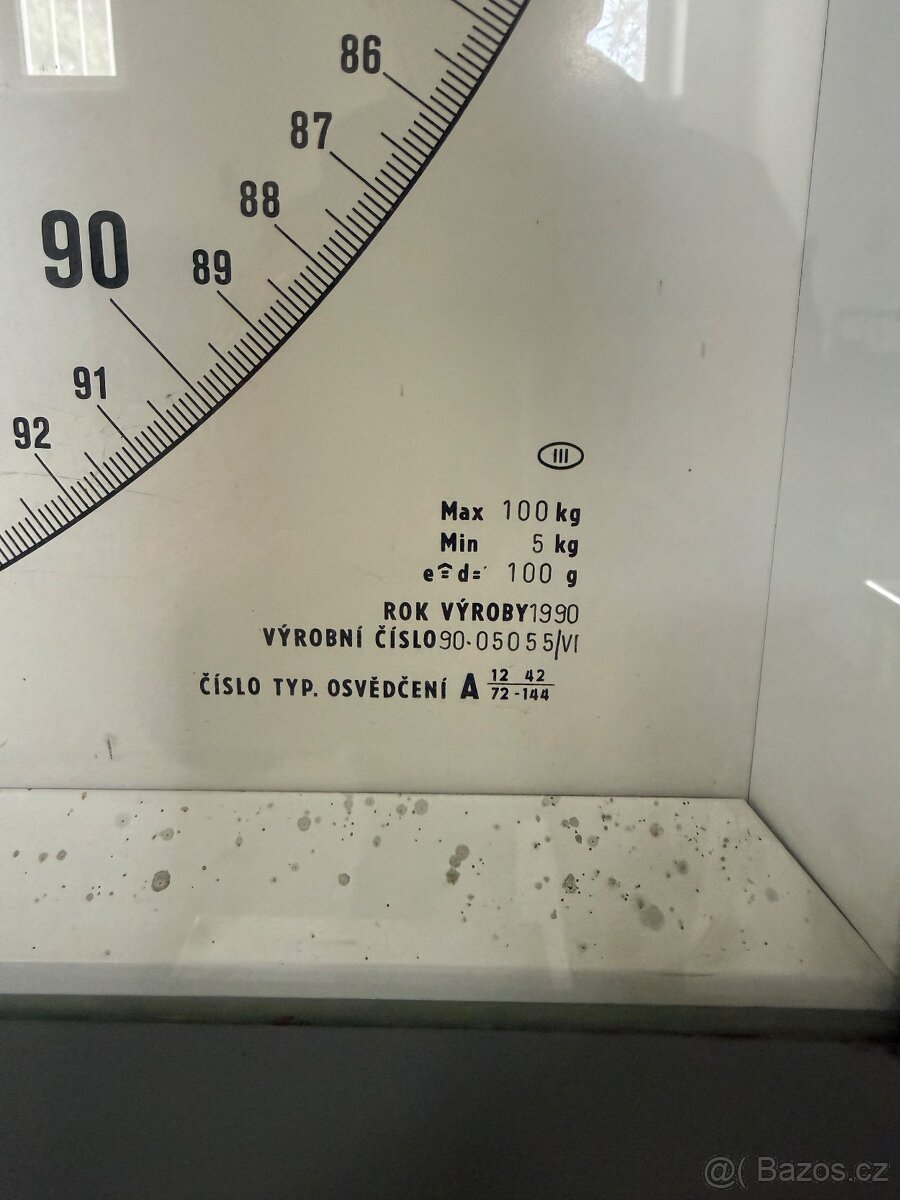 86
87
88
89
90
91
92
III
Max 100 kg
Min 5 kg
e≙d= 100 g
ROK VÝROBY 1990
VÝROBNÍ ČÍSLO 90-05055/VI
ČÍSLO TYP. OSVĚDČENÍ A 12 42
72-144
@( Bazos.cz